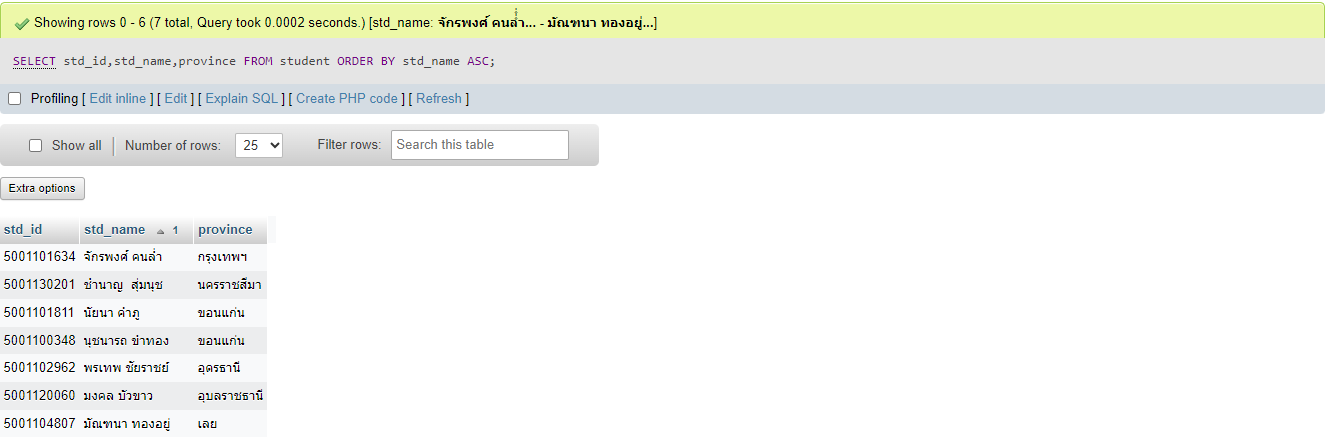 Showing rows 0 - 6 (7 total, Query took 0.0002 seconds.) [std_name: จักรพงศ์ คนล่ำ... - มัณฑนา ทองอยู่...]
SELECT std_id,std_name,province FROM student ORDER BY std_name ASC;
Profiling [ Edit inline ] [ Edit ] [ Explain SQL ] [ Create PHP code ] [ Refresh ]
Show all Number of rows: 25 Filter rows: Search this table
Extra options
std_id std_name 1 province
5001101634 จักรพงศ์ คนล่ำ กรุงเทพฯ
5001130201 ชำนาญ สุ่มนุช นครราชสีมา
5001101811 นัยนา คำภู ขอนแก่น
5001100348 นุชนารถ ขำทอง ขอนแก่น
5001102962 พรเทพ ชัยราชย์ อุดรธานี
5001120060 มงคล บัวขาว อุบลราชธานี
5001104807 มัณฑนา ทองอยู่ เลย